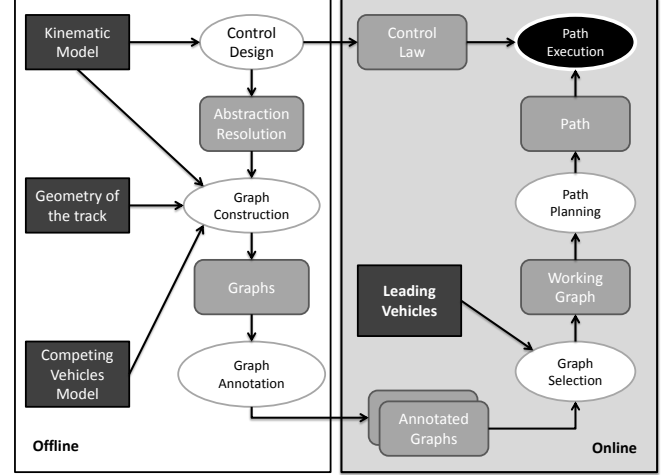 Kinematic
Model
Control
Design
Control
Law
Path
Execution
Abstraction
Resolution
Path
Geometry of
the track
Graph
Construction
Path
Planning
Graphs
Leading
Vehicles
Working
Graph
Competing
Vehicles
Model
Graph
Annotation
Graph
Selection
Annotated
Graphs
Offline
Online